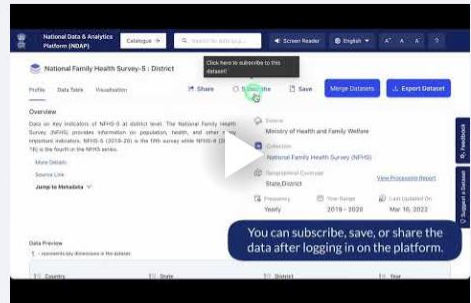 National Data & Analytics
Platform (NDAP)
Catalogue
Screen Reader
English
A⁺ A A⁻ ?
Click here to subscribe to this
dataset!
National Family Health Survey-5 : District
Profile Data Table Visualisation
Share
Subscribe
Save
Merge Datasets
Export Dataset
Overview
Data on Key Indicators of NFHS-5 at district level. The National Family Health
Survey (NFHS) provides information on population, health, and other key
important indicators. NFHS-5 (2019-20) is the fifth survey while NFHS-4 (2015-
16) is the fourth in the NFHS series.
More Details
Source Link
Jump to Metadata
Source
Ministry of Health and Family Welfare
Collection
National Family Health Survey (NFHS)
Geographical Coverage
State,District
View Processing Report
Frequency
Yearly
Year Range
2019 - 2020
Last Updated On
Mar 16, 2022
Feedback
Suggest a Dataset
You can subscribe, save, or share the
data after logging in on the platform.
Data Preview
represents key dimensions in the dataset
Country
State
District
Year